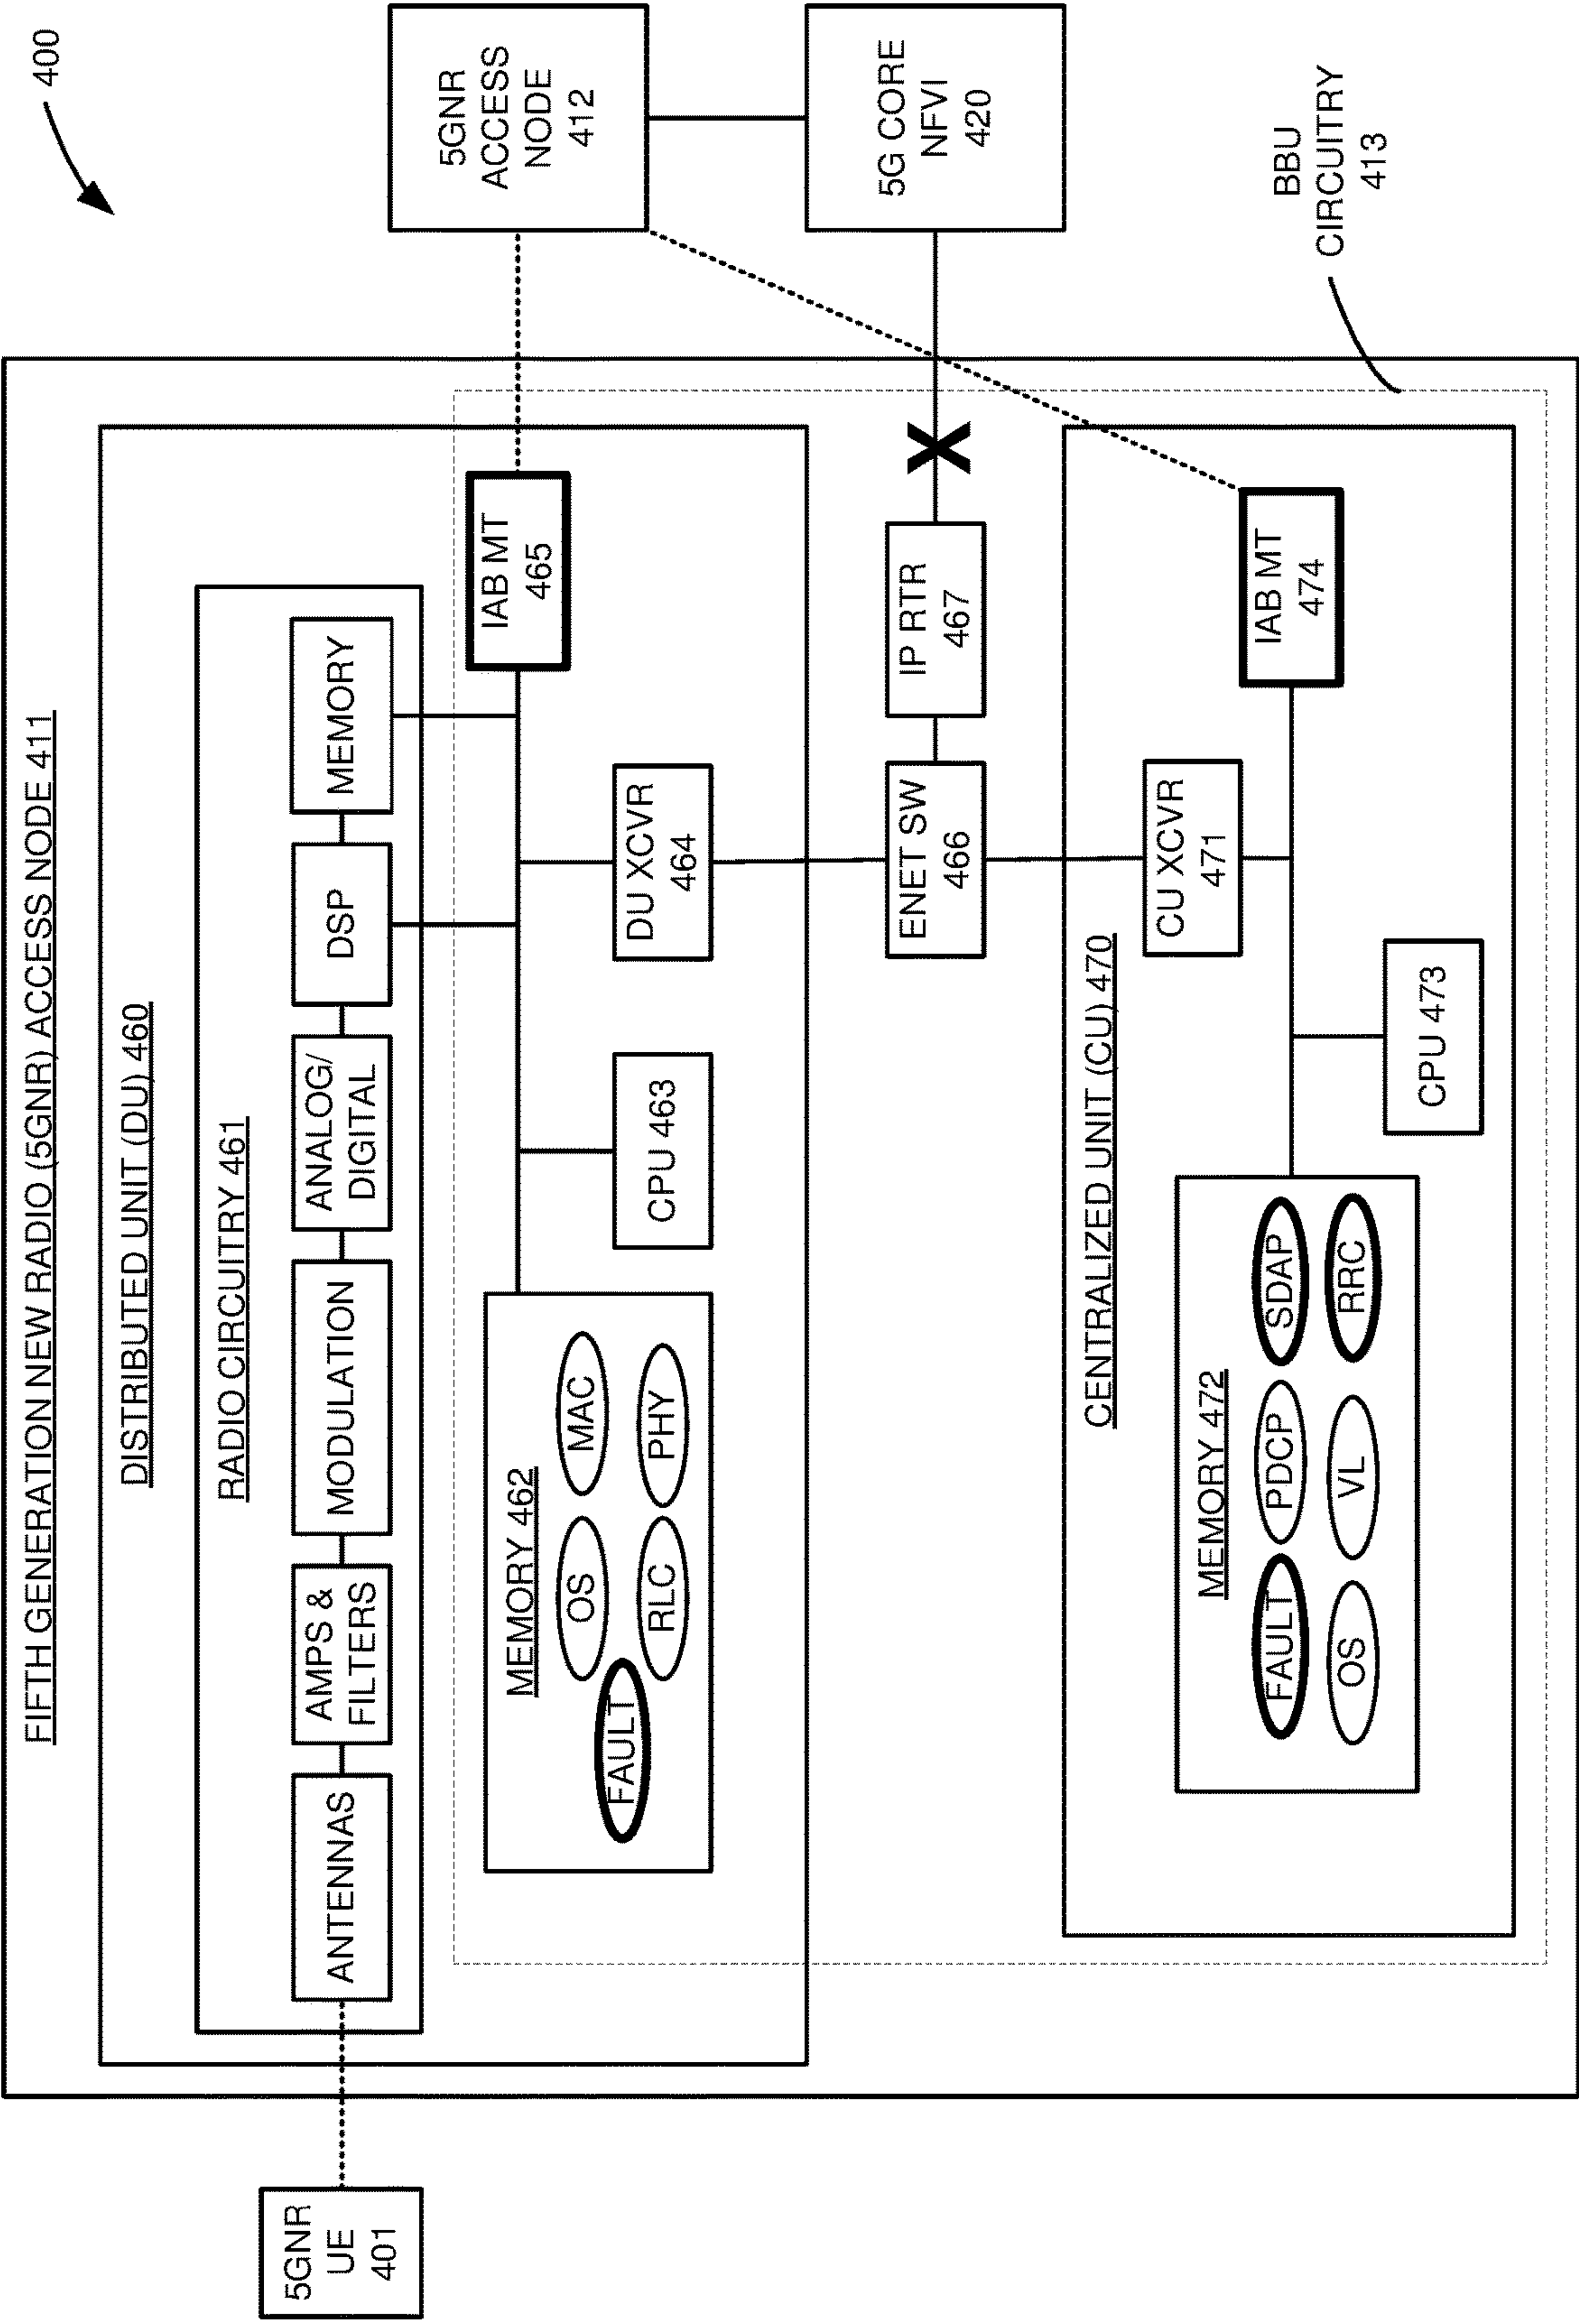 400
FIFTH GENERATION NEW RADIO (5GNR) ACCESS NODE 411
DISTRIBUTED UNIT (DU) 460
RADIO CIRCUITRY 461
5GNR
UE
401
ANTENNAS
AMPS &
FILTERS
MODULATION
ANALOG/
DIGITAL
DSP
MEMORY
MEMORY 462
FAULT
OS
MAC
RLC
PHY
CPU 463
DU XCVR
464
IAB MT
465
5GNR
ACCESS
NODE
412
ENET SW
466
IP RTR
467
X
5G CORE
NFVI
420
CENTRALIZED UNIT (CU) 470
CU XCVR
471
MEMORY 472
FAULT
PDCP
SDAP
OS
VL
RRC
CPU 473
IAB MT
474
BBU
CIRCUITRY
413